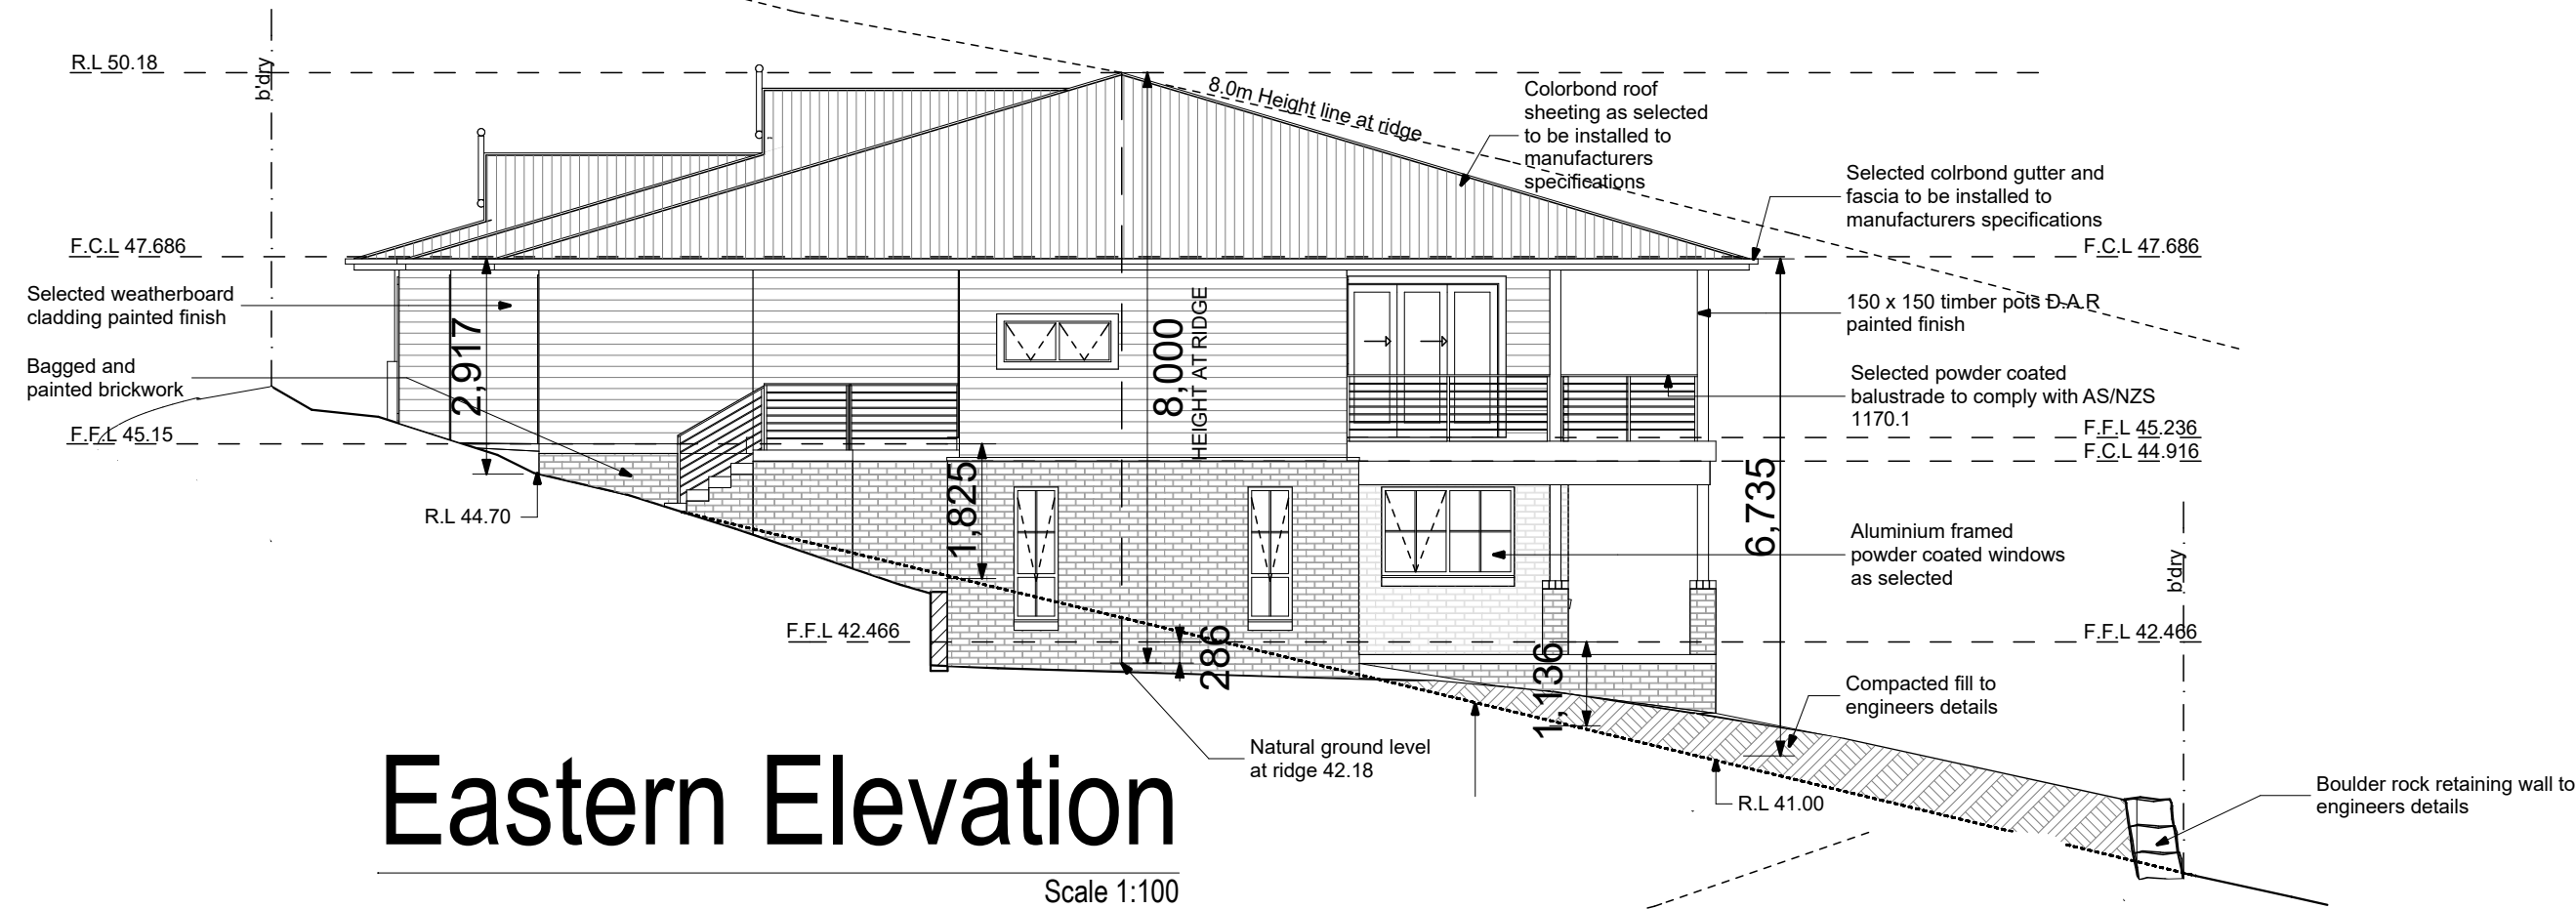 R.L 50.18
b'dry
8.0m Height line at ridge
Colorbond roof
sheeting as selected
to be installed to
manufacturers
specifications
Selected colrbond gutter and
fascia to be installed to
manufacturers specifications
F.C.L 47.686
F.C.L 47.686
Selected weatherboard
cladding painted finish
150 x 150 timber pots D.A.R
painted finish
Bagged and
painted brickwork
2,917
8,000
HEIGHT AT RIDGE
Selected powder coated
balustrade to comply with AS/NZS
1170.1
F.F.L 45.15
F.F.L 45.236
F.C.L 44.916
R.L 44.70
1,825
6,735
Aluminium framed
powder coated windows
as selected
b'dry
F.F.L 42.466
F.F.L 42.466
286
1,136
Compacted fill to
engineers details
Natural ground level
at ridge 42.18
R.L 41.00
Boulder rock retaining wall to
engineers details
Eastern Elevation
Scale 1:100